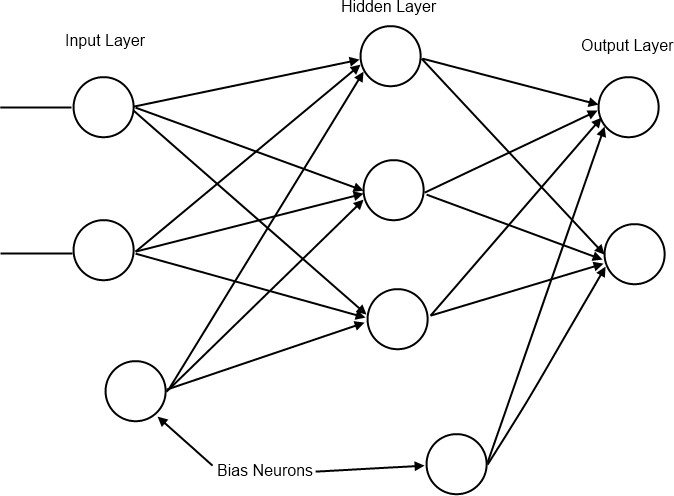 Hidden Layer
Input Layer
Output Layer
Bias Neurons